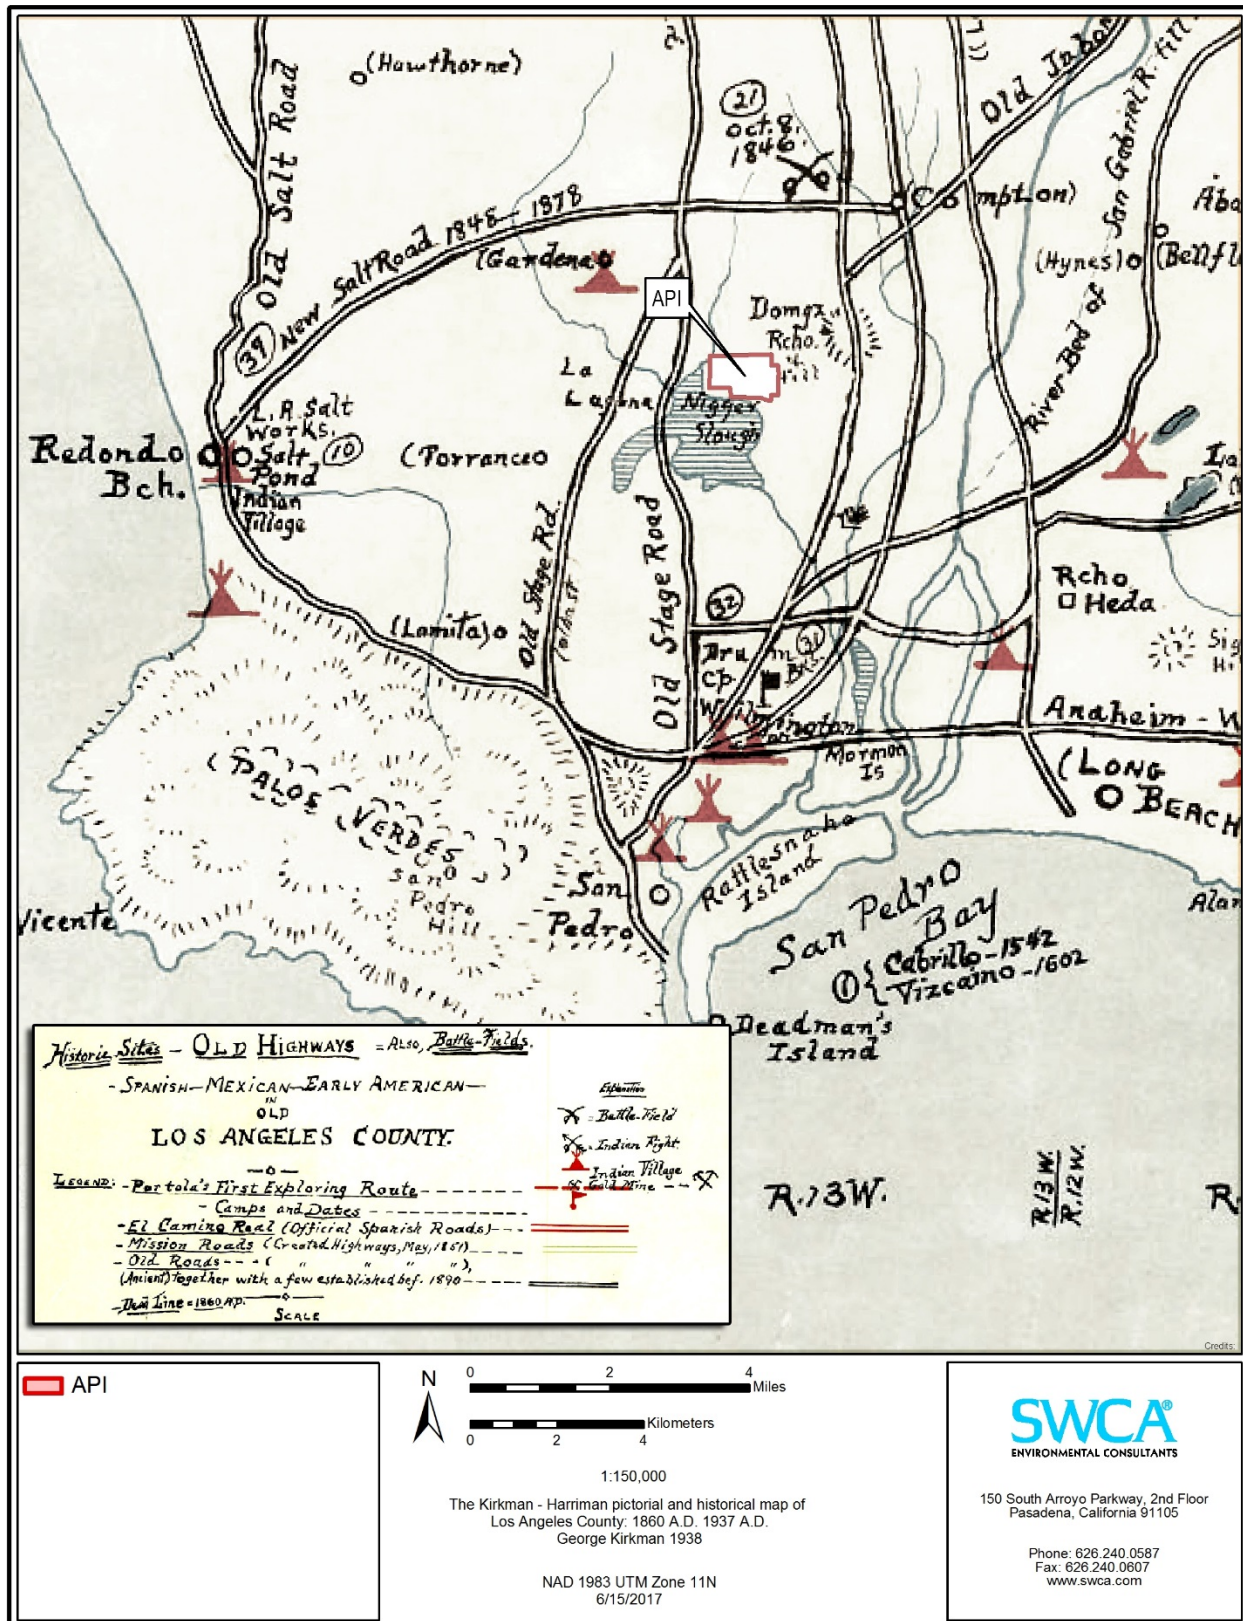 (Hawthorne)
Old Salt Road
Old Salt Road
21
Oct. 8.
1846.
Old
River Bed of San Gabriel R. till
New Salt Road 1848-1878
39
(Compton)
(Gardena)
(Hynes)
API
Domgz
Rcho.
Hill
La
Laguna
Nigger
Slough
L.A. Salt
Works.
Salt
Pond
10
Indian
Village
Redondo
Bch.
(Torrance
Old Stage Rd.
Old Stage Road
32
Rcho
Heda
(Lomita)
Drum
Cp.
31
Wilmington
Mormon
Is
Anaheim - W
(LONG
BEACH
(PALOS VERDES
San
Pedro
Hill
Vicente
San
Pedro
Rattlesnake
Island
San Pedro
Bay
1 { Cabrillo-1542
Vizcaino-1602
Deadman's
Island
R.13W.
R.13W.
R.12W.
R
Historic Sites - OLD HIGHWAYS = ALSO, Battle-Fields.
- SPANISH-MEXICAN-EARLY AMERICAN-
IN
OLD
LOS ANGELES COUNTY.
Explanation
= Battle-Field
= Indian Fight.
Indian Village
Gold Mine
LEGEND: - Portola's First Exploring Route
- Camps and Dates
- El Camino Real (Official Spanish Roads)
- Mission Roads (Created Highways, May, 1851)
- Old Roads - - - ( " " " "),
(Ancient) together with a few established bef. 1890
- Dead Line = 1860 A.D.
SCALE
Credits:
API
N
0 2 4
Miles
Kilometers
0 2 4
1:150,000
The Kirkman - Harriman pictorial and historical map of
Los Angeles County: 1860 A.D. 1937 A.D.
George Kirkman 1938
NAD 1983 UTM Zone 11N
6/15/2017
SWCA®
ENVIRONMENTAL CONSULTANTS
150 South Arroyo Parkway, 2nd Floor
Pasadena, California 91105
Phone: 626.240.0587
Fax: 626.240.0607
www.swca.com